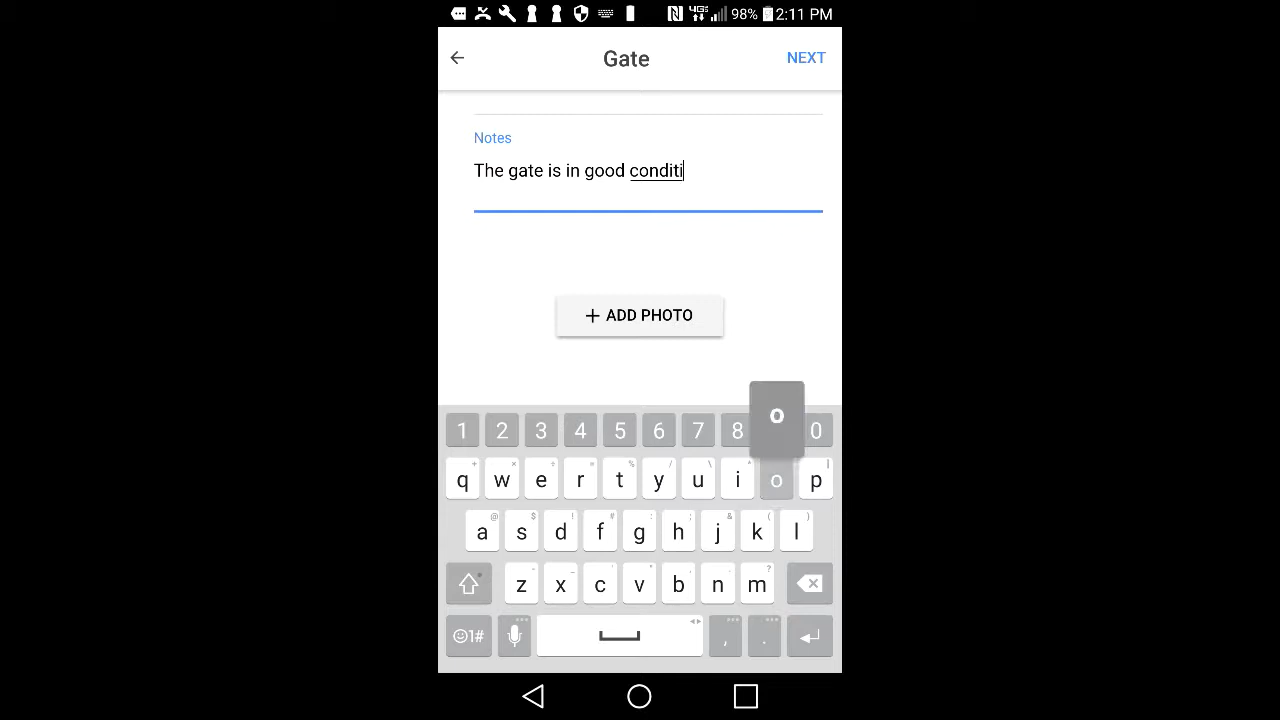 98% 2:11 PM
Gate
NEXT
Notes
The gate is in good conditi
+ ADD PHOTO
o
1 2 3 4 5 6 7 8 0
q w e r t y u i o p
a s d f g h j k l
z x c v b n m
☺1# , .